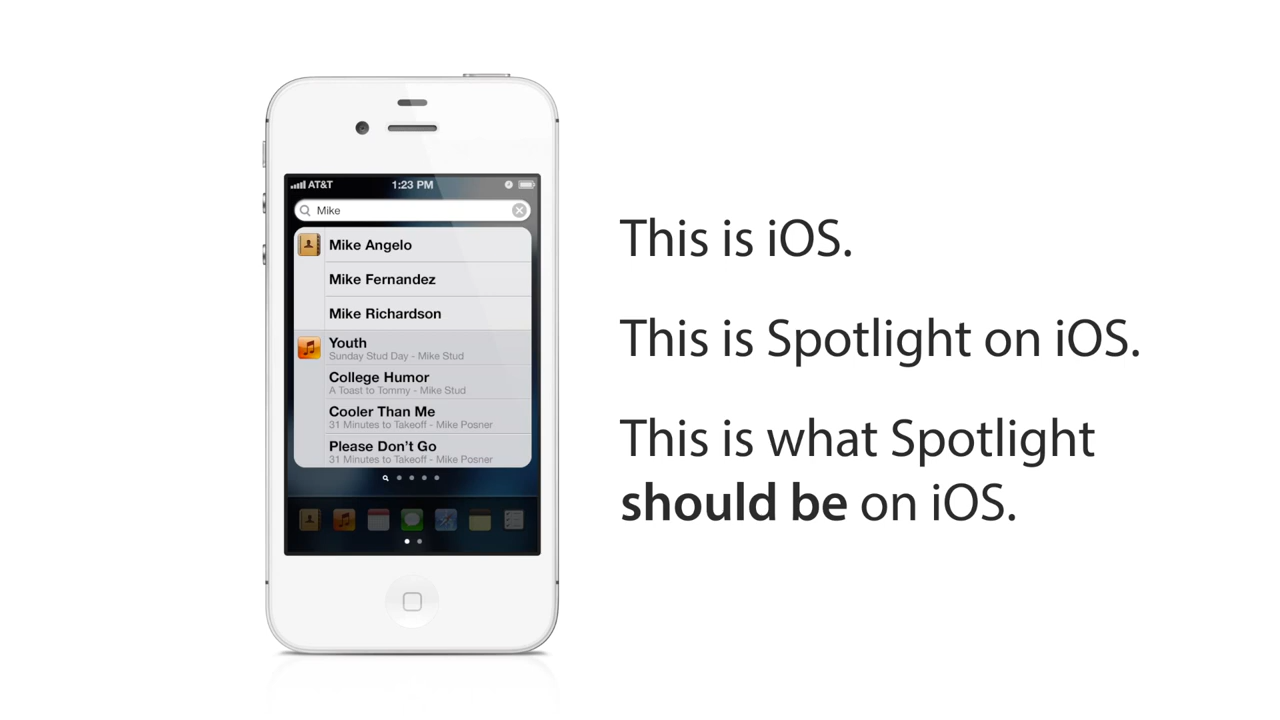 AT&T 1:23 PM
Mike
Mike Angelo
Mike Fernandez
Mike Richardson
Youth
Sunday Stud Day - Mike Stud
College Humor
A Toast to Tommy - Mike Stud
Cooler Than Me
31 Minutes to Takeoff - Mike Posner
Please Don't Go
31 Minutes to Takeoff - Mike Posner
This is iOS.
This is Spotlight on iOS.
This is what Spotlight
should be on iOS.